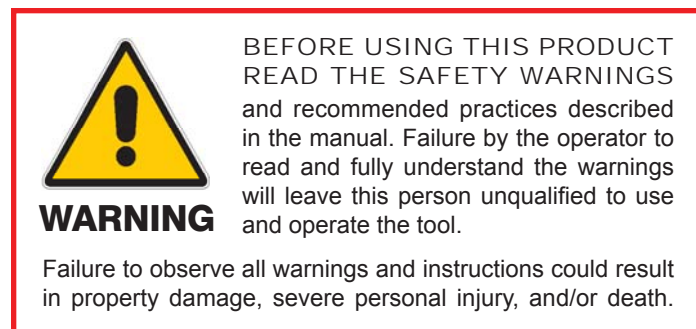 BEFORE USING THIS PRODUCT
READ THE SAFETY WARNINGS
and recommended practices described
in the manual. Failure by the operator to
read and fully understand the warnings
will leave this person unqualified to use
and operate the tool.
WARNING
Failure to observe all warnings and instructions could result
in property damage, severe personal injury, and/or death.